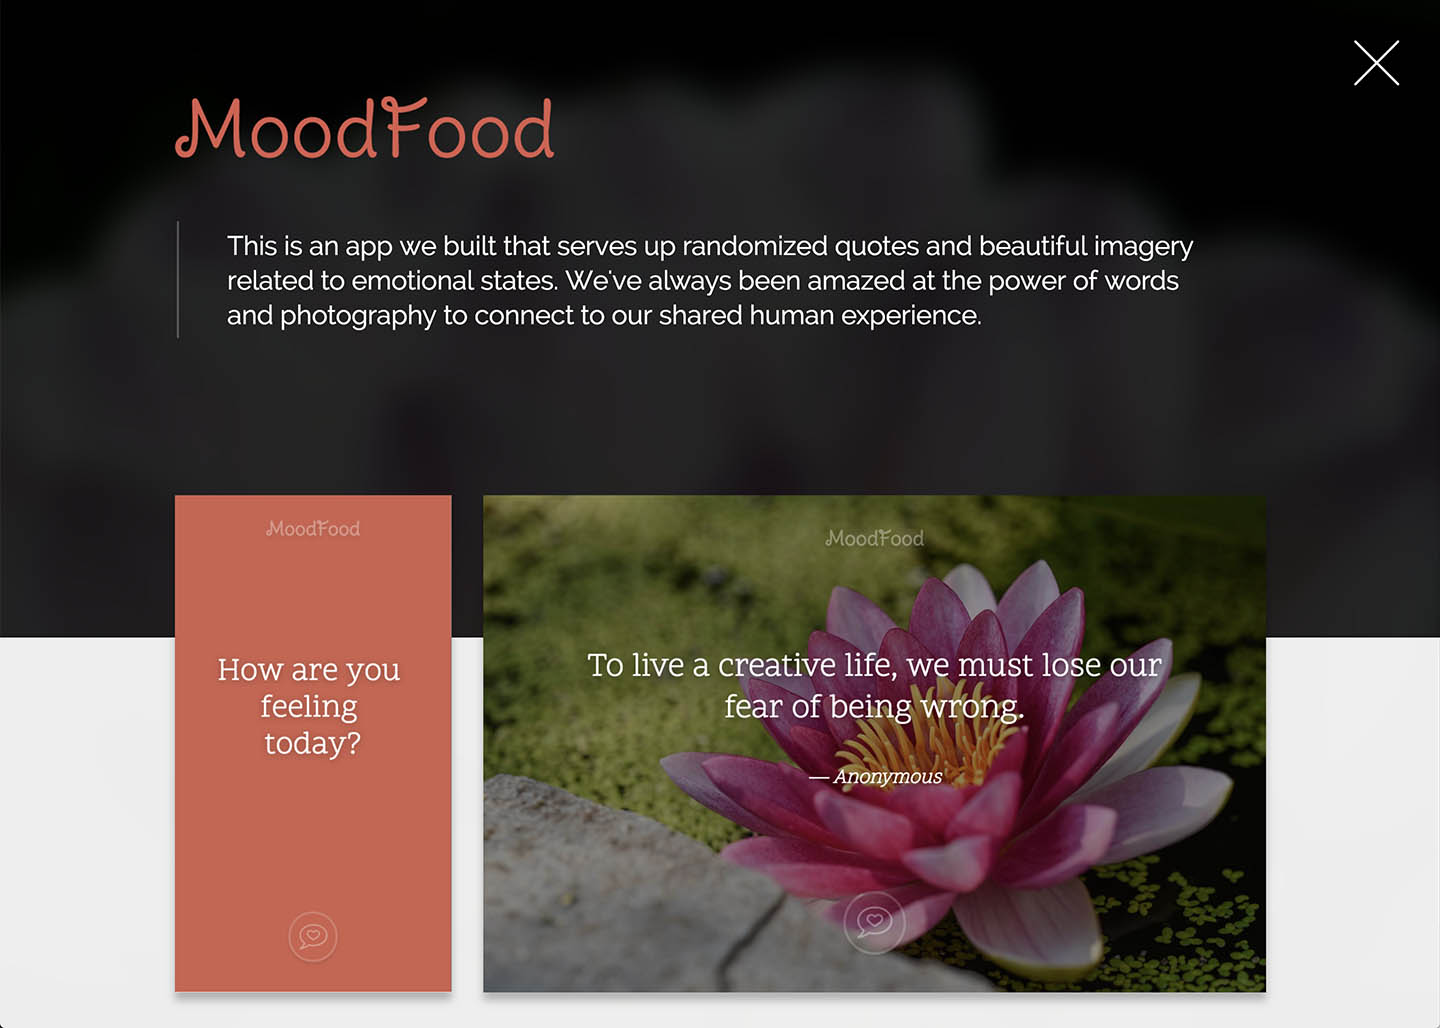 MoodFood
This is an app we built that serves up randomized quotes and beautiful imagery
related to emotional states. We've always been amazed at the power of words
and photography to connect to our shared human experience.
MoodFood
How are you
feeling
today?
MoodFood
To live a creative life, we must lose our
fear of being wrong.
— Anonymous